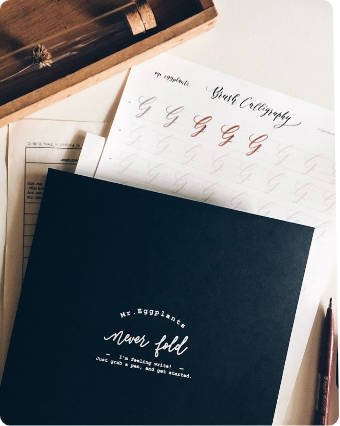 mr. eggplants
Brush Calligraphy
G G G G G
Mr.Eggplants
never fold
I'm feeling write!
Just grab a pen, and get started.